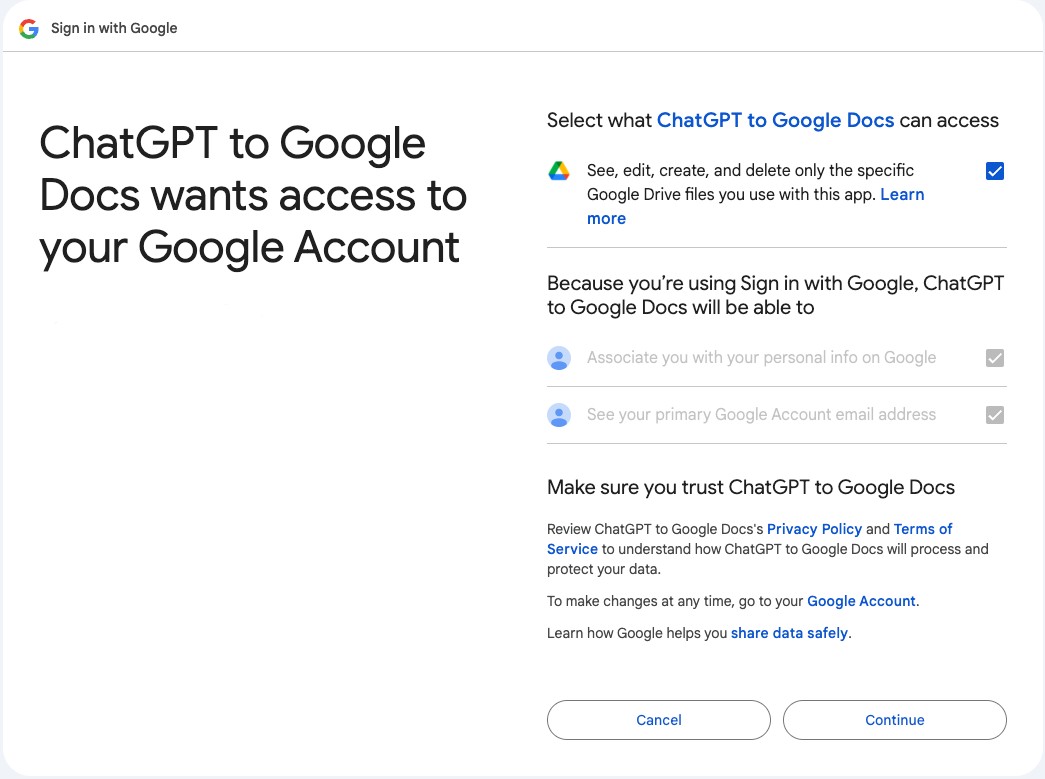 Sign in with Google
ChatGPT to Google
Docs wants access to
your Google Account
Select what ChatGPT to Google Docs can access
See, edit, create, and delete only the specific
Google Drive files you use with this app. Learn
more
Because you’re using Sign in with Google, ChatGPT
to Google Docs will be able to
Associate you with your personal info on Google
See your primary Google Account email address
Make sure you trust ChatGPT to Google Docs
Review ChatGPT to Google Docs's Privacy Policy and Terms of
Service to understand how ChatGPT to Google Docs will process and
protect your data.
To make changes at any time, go to your Google Account.
Learn how Google helps you share data safely.
Cancel
Continue